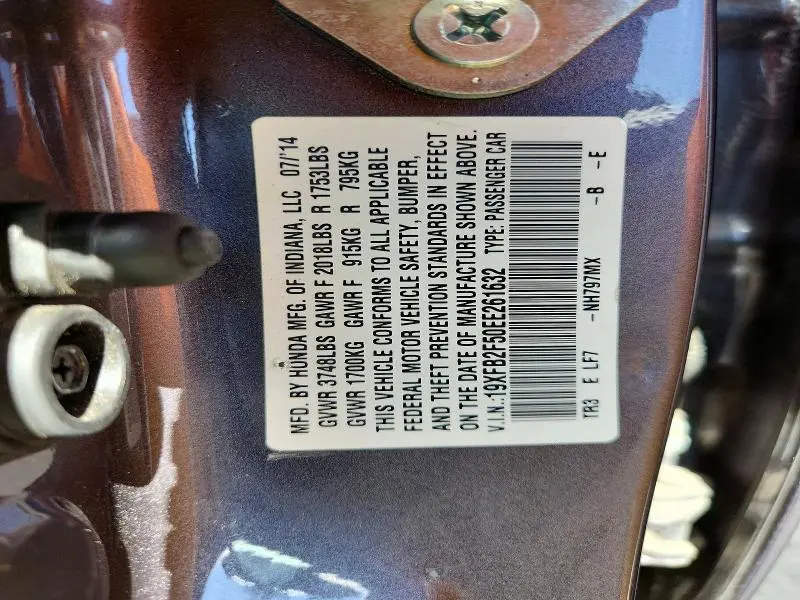 MFD. BY HONDA MFG. OF INDIANA, LLC 07/'14
GVWR 3748LBS GAWR F 2018LBS R 1753LBS
GVWR 1700KG GAWR F 915KG R 795KG
THIS VEHICLE CONFORMS TO ALL APPLICABLE
FEDERAL MOTOR VEHICLE SAFETY, BUMPER,
AND THEFT PREVENTION STANDARDS IN EFFECT
ON THE DATE OF MANUFACTURE SHOWN ABOVE.
V.I.N.:19XFB2F50EE261632 TYPE: PASSENGER CAR
TR3 E LF7 -NH797MX -B -E